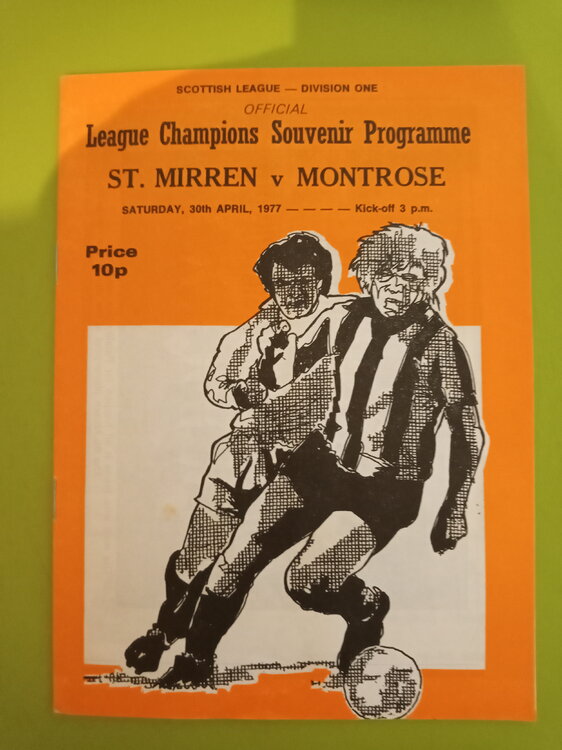 SCOTTISH LEAGUE — DIVISION ONE
OFFICIAL
League Champions Souvenir Programme
ST. MIRREN v MONTROSE
SATURDAY, 30th APRIL, 1977 — — — — Kick-off 3 p.m.
Price
10p